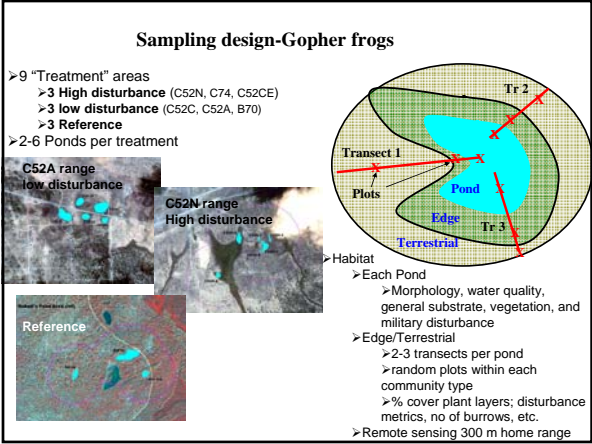 Sampling design-Gopher frogs
➢9 "Treatment" areas
➢3 High disturbance (C52N, C74, C52CE)
➢3 low disturbance (C52C, C52A, B70)
➢3 Reference
➢2-6 Ponds per treatment
C52A range
low disturbance
C52N range
High disturbance
Reference
Tr 2
Transect 1
Plots
Pond
Edge
Tr 3
Terrestrial
X
X
X
X
X
X
X
X
X
➢Habitat
➢Each Pond
➢Morphology, water quality,
general substrate, vegetation, and
military disturbance
➢Edge/Terrestrial
➢2-3 transects per pond
➢random plots within each
community type
➢% cover plant layers; disturbance
metrics, no of burrows, etc.
➢Remote sensing 300 m home range